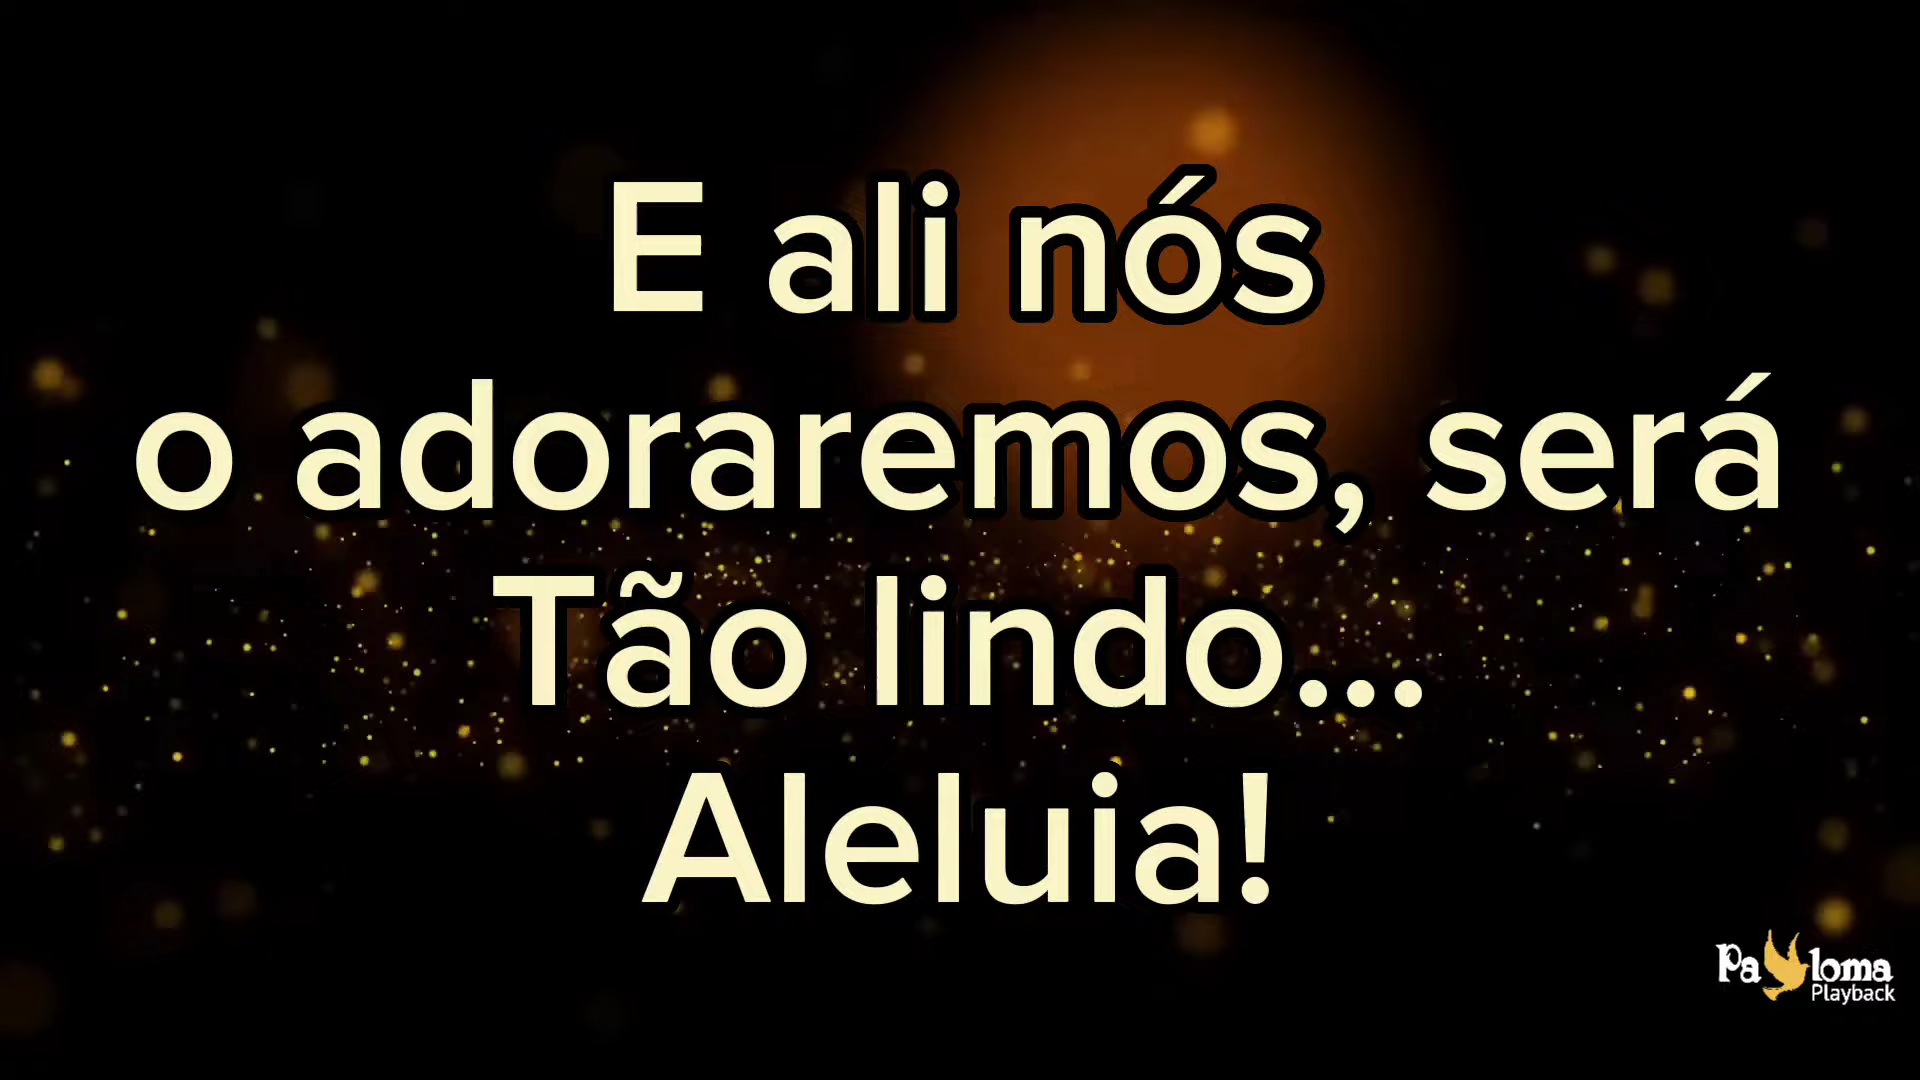 E ali nós
o adoraremos, será
Tão lindo...
Aleluia!
Paloma
Playback